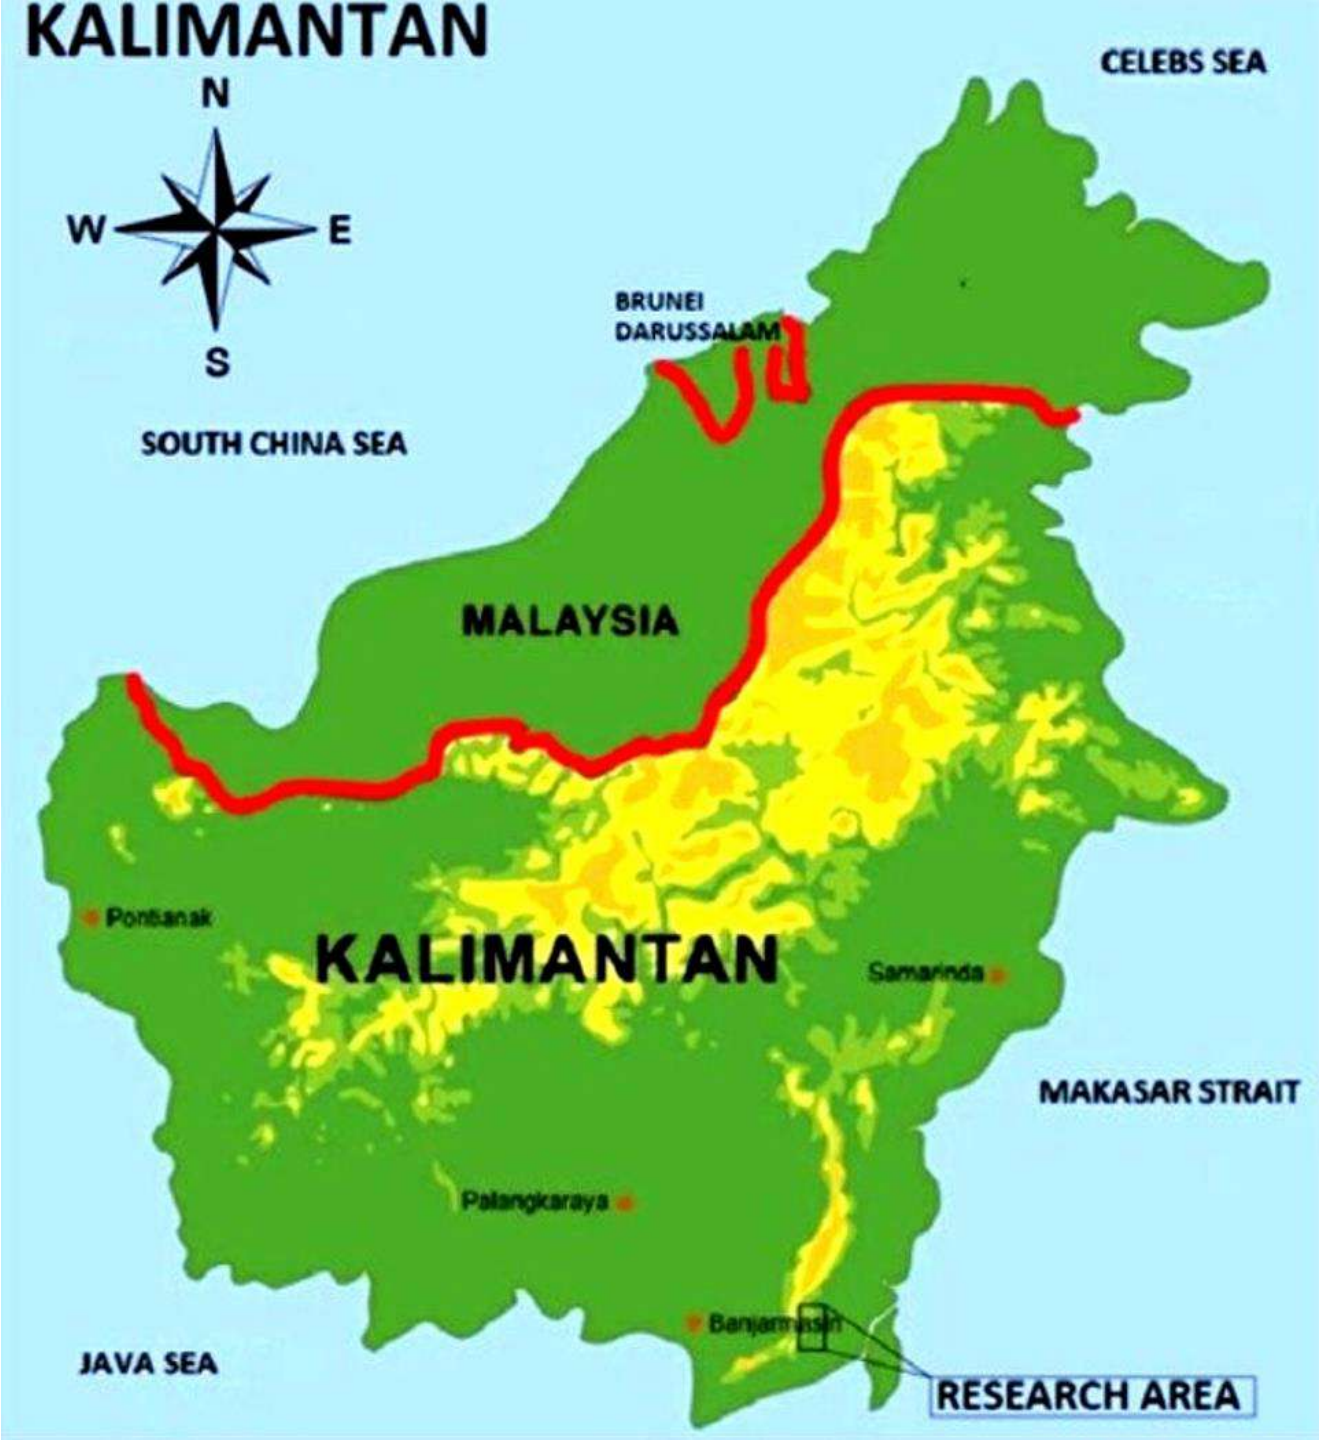 KALIMANTAN
CELEBS SEA
N
W
E
S
BRUNEI
DARUSSALAM
SOUTH CHINA SEA
MALAYSIA
Pontianak
KALIMANTAN
Samarinda
MAKASAR STRAIT
Palangkaraya
Banjarmasin
JAVA SEA
RESEARCH AREA